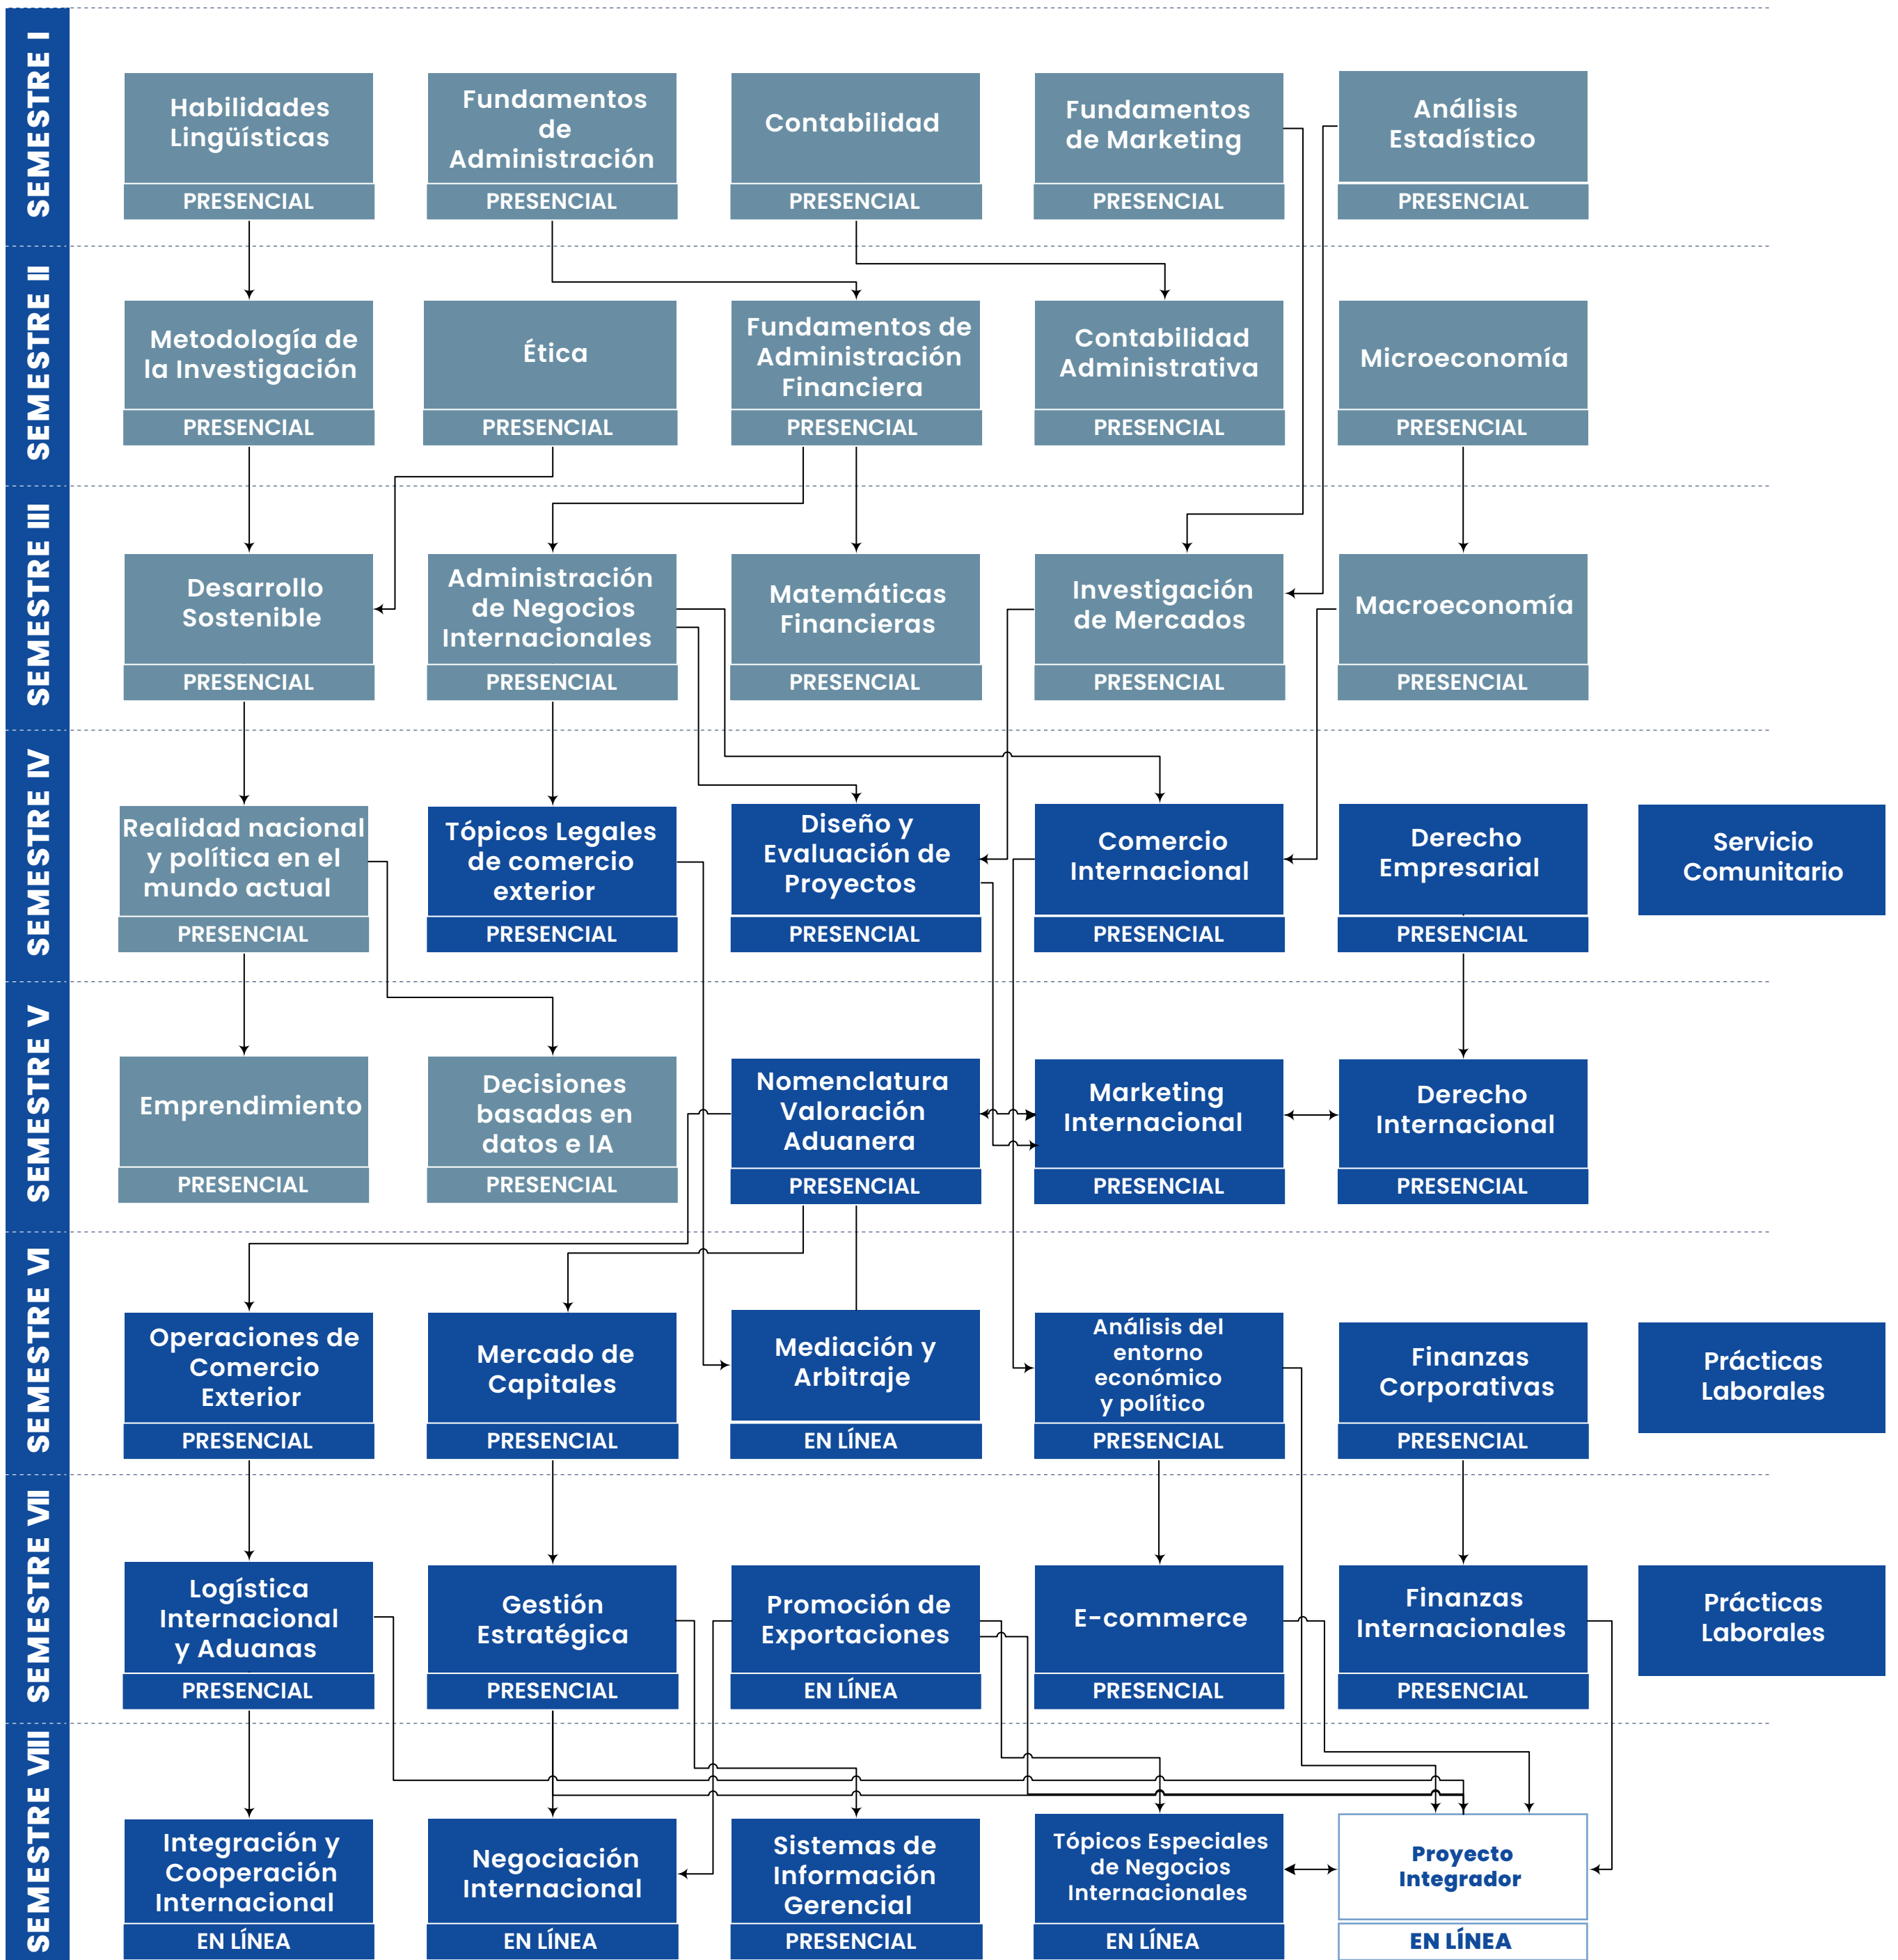 SEMESTRE I
Habilidades
Lingüísticas
PRESENCIAL
Fundamentos
de
Administración
PRESENCIAL
Contabilidad
PRESENCIAL
Fundamentos
de Marketing
PRESENCIAL
Análisis
Estadístico
PRESENCIAL
SEMESTRE II
Metodología de
la Investigación
PRESENCIAL
Ética
PRESENCIAL
Fundamentos de
Administración
Financiera
PRESENCIAL
Contabilidad
Administrativa
PRESENCIAL
Microeconomía
PRESENCIAL
SEMESTRE III
Desarrollo
Sostenible
PRESENCIAL
Administración
de Negocios
Internacionales
PRESENCIAL
Matemáticas
Financieras
PRESENCIAL
Investigación
de Mercados
PRESENCIAL
Macroeconomía
PRESENCIAL
SEMESTRE IV
Realidad nacional
y política en el
mundo actual
PRESENCIAL
Tópicos Legales
de comercio
exterior
PRESENCIAL
Diseño y
Evaluación de
Proyectos
PRESENCIAL
Comercio
Internacional
PRESENCIAL
Derecho
Empresarial
PRESENCIAL
Servicio
Comunitario
SEMESTRE V
Emprendimiento
PRESENCIAL
Decisiones
basadas en
datos e IA
PRESENCIAL
Nomenclatura
Valoración
Aduanera
PRESENCIAL
Marketing
Internacional
PRESENCIAL
Derecho
Internacional
PRESENCIAL
SEMESTRE VI
Operaciones de
Comercio
Exterior
PRESENCIAL
Mercado de
Capitales
PRESENCIAL
Mediación y
Arbitraje
EN LÍNEA
Análisis del
entorno
económico
y político
PRESENCIAL
Finanzas
Corporativas
PRESENCIAL
Prácticas
Laborales
SEMESTRE VII
Logística
Internacional
y Aduanas
PRESENCIAL
Gestión
Estratégica
PRESENCIAL
Promoción de
Exportaciones
EN LÍNEA
E-commerce
PRESENCIAL
Finanzas
Internacionales
PRESENCIAL
Prácticas
Laborales
SEMESTRE VIII
Integración y
Cooperación
Internacional
EN LÍNEA
Negociación
Internacional
EN LÍNEA
Sistemas de
Información
Gerencial
PRESENCIAL
Tópicos Especiales
de Negocios
Internacionales
EN LÍNEA
Proyecto
Integrador
EN LÍNEA